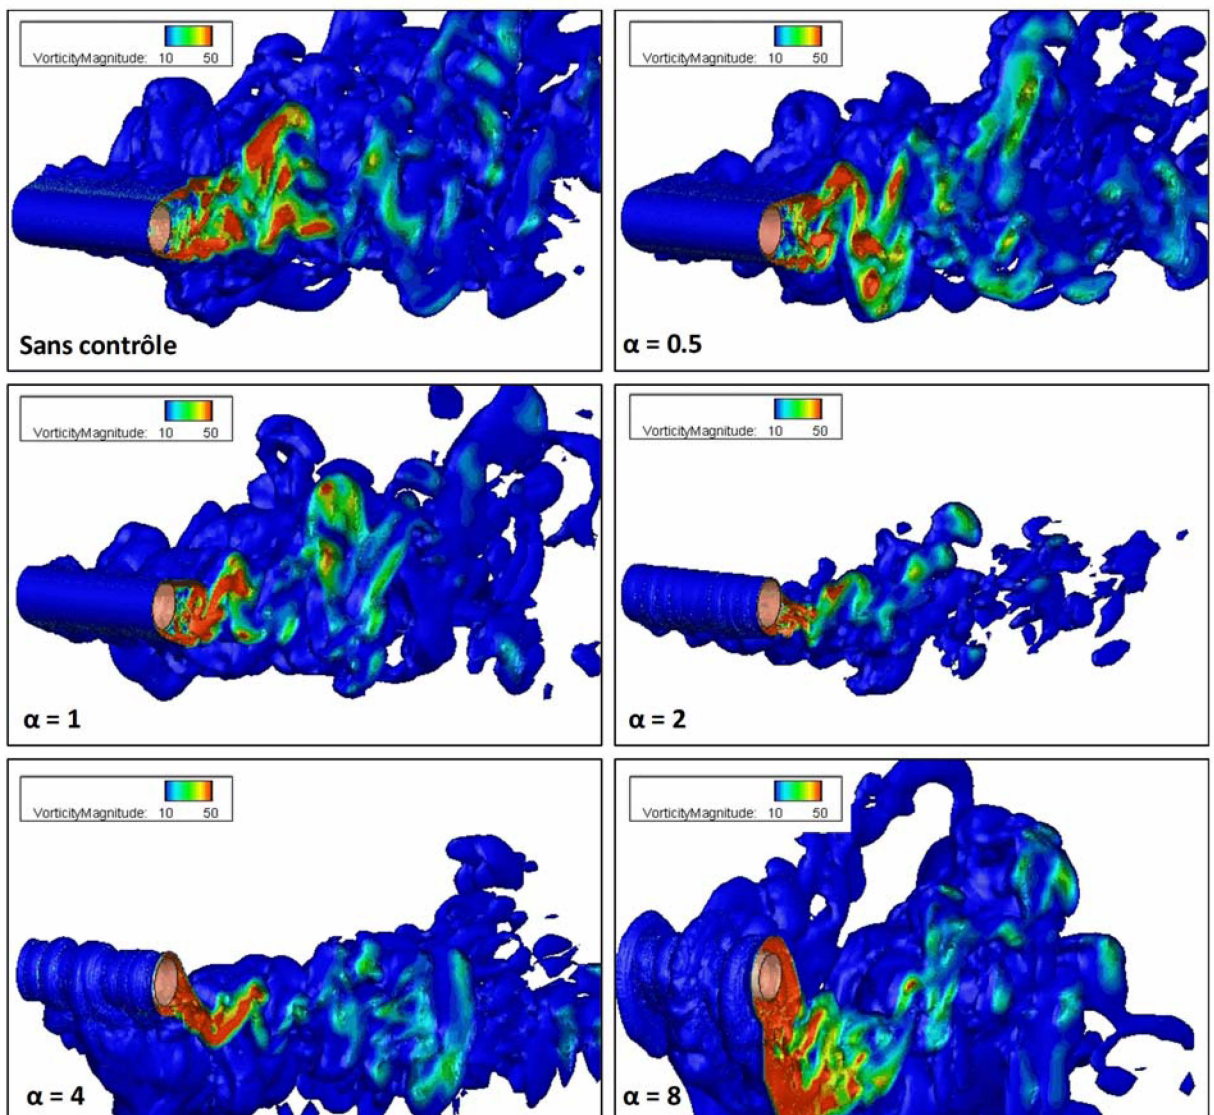 VorticityMagnitude: 10 50
Sans contrôle
VorticityMagnitude: 10 50
α = 0.5
VorticityMagnitude: 10 50
α = 1
VorticityMagnitude: 10 50
α = 2
VorticityMagnitude: 10 50
α = 4
VorticityMagnitude: 10 50
α = 8